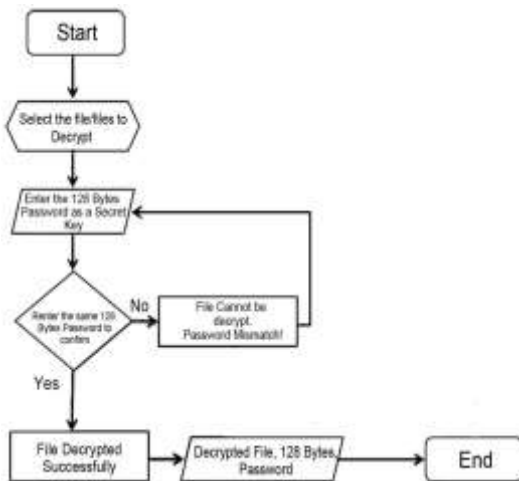 Start
Select the file/files to
Decrypt
Enter the 128 Bytes
Password as a Secret
Key
Renter the same 128
Bytes Password to
confirm
No
File Cannot be
decrypt.
Password Mismatch!
Yes
File Decrypted
Successfully
Decrypted File, 128 Bytes
Password
End